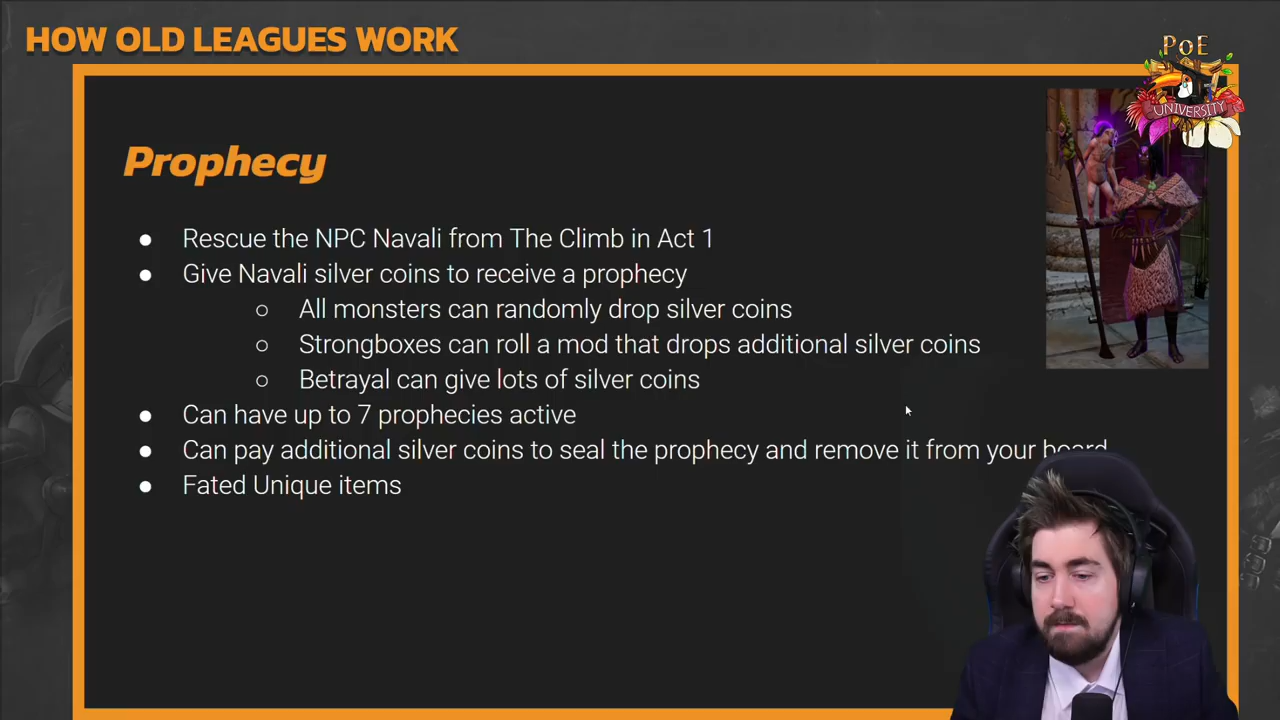 HOW OLD LEAGUES WORK
PoE
UNIVERSITY
Prophecy
● Rescue the NPC Navali from The Climb in Act 1
● Give Navali silver coins to receive a prophecy
○ All monsters can randomly drop silver coins
○ Strongboxes can roll a mod that drops additional silver coins
○ Betrayal can give lots of silver coins
● Can have up to 7 prophecies active
● Can pay additional silver coins to seal the prophecy and remove it from your board
● Fated Unique items